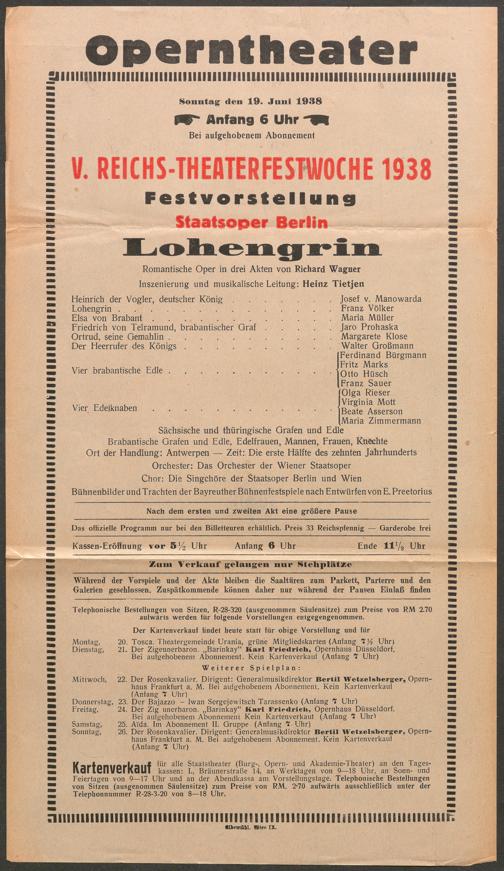 Operntheater
Sonntag den 19. Juni 1938
Anfang 6 Uhr
Bei aufgehobenem Abonnement
V. REICHS-THEATERFESTWOCHE 1938
Festvorstellung
Staatsoper Berlin
Lohengrin
Romantische Oper in drei Akten von Richard Wagner
Inszenierung und musikalische Leitung: Heinz Tietjen
Heinrich der Vogler, deutscher König . . . . . . . . Josef v. Manowarda
Lohengrin . . . . . . . . . . . . Franz Völker
Elsa von Brabant . . . . . . . . . . . Maria Müller
Friedrich von Telramund, brabantischer Graf . . . . . . Jaro Prohaska
Ortrud, seine Gemahlin . . . . . . . . . . Margarete Klose
Der Heerrufer des Königs . . . . . . . . . . Walter Großmann
Vier brabantische Edle . . . . . . . . . . Ferdinand Bürgmann
Fritz Marks
Otto Hüsch
Franz Sauer
Vier Edelknaben . . . . . . . . . . . Olga Rieser
Virginia Mott
Beate Asserson
Maria Zimmermann
Sächsische und thüringische Grafen und Edle
Brabantische Grafen und Edle, Edelfrauen, Mannen, Frauen, Knechte
Ort der Handlung: Antwerpen — Zeit: Die erste Hälfte des zehnten Jahrhunderts
Orchester: Das Orchester der Wiener Staatsoper
Chor: Die Singchöre der Staatsoper Berlin und Wien
Bühnenbilder und Trachten der Bayreuther Bühnenfestspiele nach Entwürfen von E. Preetorius
Nach dem ersten und zweiten Akt eine größere Pause
Das offizielle Programm nur bei den Billetteuren erhältlich. Preis 33 Reichspfennig — Garderobe frei
Kassen-Eröffnung vor 5½ Uhr Anfang 6 Uhr Ende 11¼ Uhr
Zum Verkauf gelangen nur Stehplätze
Während der Vorspiele und der Akte bleiben die Saaltüren zum Parkett, Parterre und den
Galerien geschlossen. Zuspätkommende können daher nur während der Pausen Einlaß finden
Telephonische Bestellungen von Sitzen, R-28-320 (ausgenommen Säulensitze) zum Preise von RM 2.70
aufwärts werden für folgende Vorstellungen entgegengenommen.
Der Kartenverkauf findet heute statt für obige Vorstellung und für
Montag, 20. Tosca. Theatergemeinde Urania, grüne Mitgliedskarten (Anfang 7½ Uhr)
Dienstag, 21. Der Zigeunerbaron. „Barinkay" Karl Friedrich, Opernhaus Düsseldorf.
Bei aufgehobenem Abonnement. Kein Kartenverkauf (Anfang 7 Uhr)
Weiterer Spielplan:
Mittwoch, 22. Der Rosenkavalier. Dirigent: Generalmusikdirektor Bertil Wetzelsberger, Opern-
haus Frankfurt a. M. Bei aufgehobenem Abonnement. Kein Kartenverkauf
(Anfang 7 Uhr)
Donnerstag, 23. Der Bajazzo — Iwan Sergejewitsch Tarassenko (Anfang 7 Uhr)
Freitag, 24. Der Zig unerbaron. „Barinkay" Karl Friedrich, Opernhaus Düsseldorf.
Bei aufgehobenem Abonnement Kein Kartenverkauf (Anfang 7 Uhr)
Samstag, 25. Aida. Im Abonnement II. Gruppe (Anfang 7 Uhr)
Sonntag, 26. Der Rosenkavalier. Dirigent: Generalmusikdirektor Bertil Wetzelsberger, Opern-
haus Frankfurt a. M. Bei aufgehobenem Abonnement. Kein Kartenverkauf
(Anfang 7 Uhr)
Kartenverkauf für alle Staatstheater (Burg-, Opern- und Akademie-Theater) an den Tages-
kassen: I., Bräunerstraße 14, an Werktagen von 9—18 Uhr, an Sonn- und
Feiertagen von 9—17 Uhr und an der Abendkassa am Vorstellungstage. Telephonische Bestellungen
von Sitzen (ausgenommen Säulensitze) zum Preise von RM. 2·70 aufwärts ausschließlich unter der
Telephonnummer R-28-3-20 von 8—18 Uhr.
Elbemühl, Wien IX.